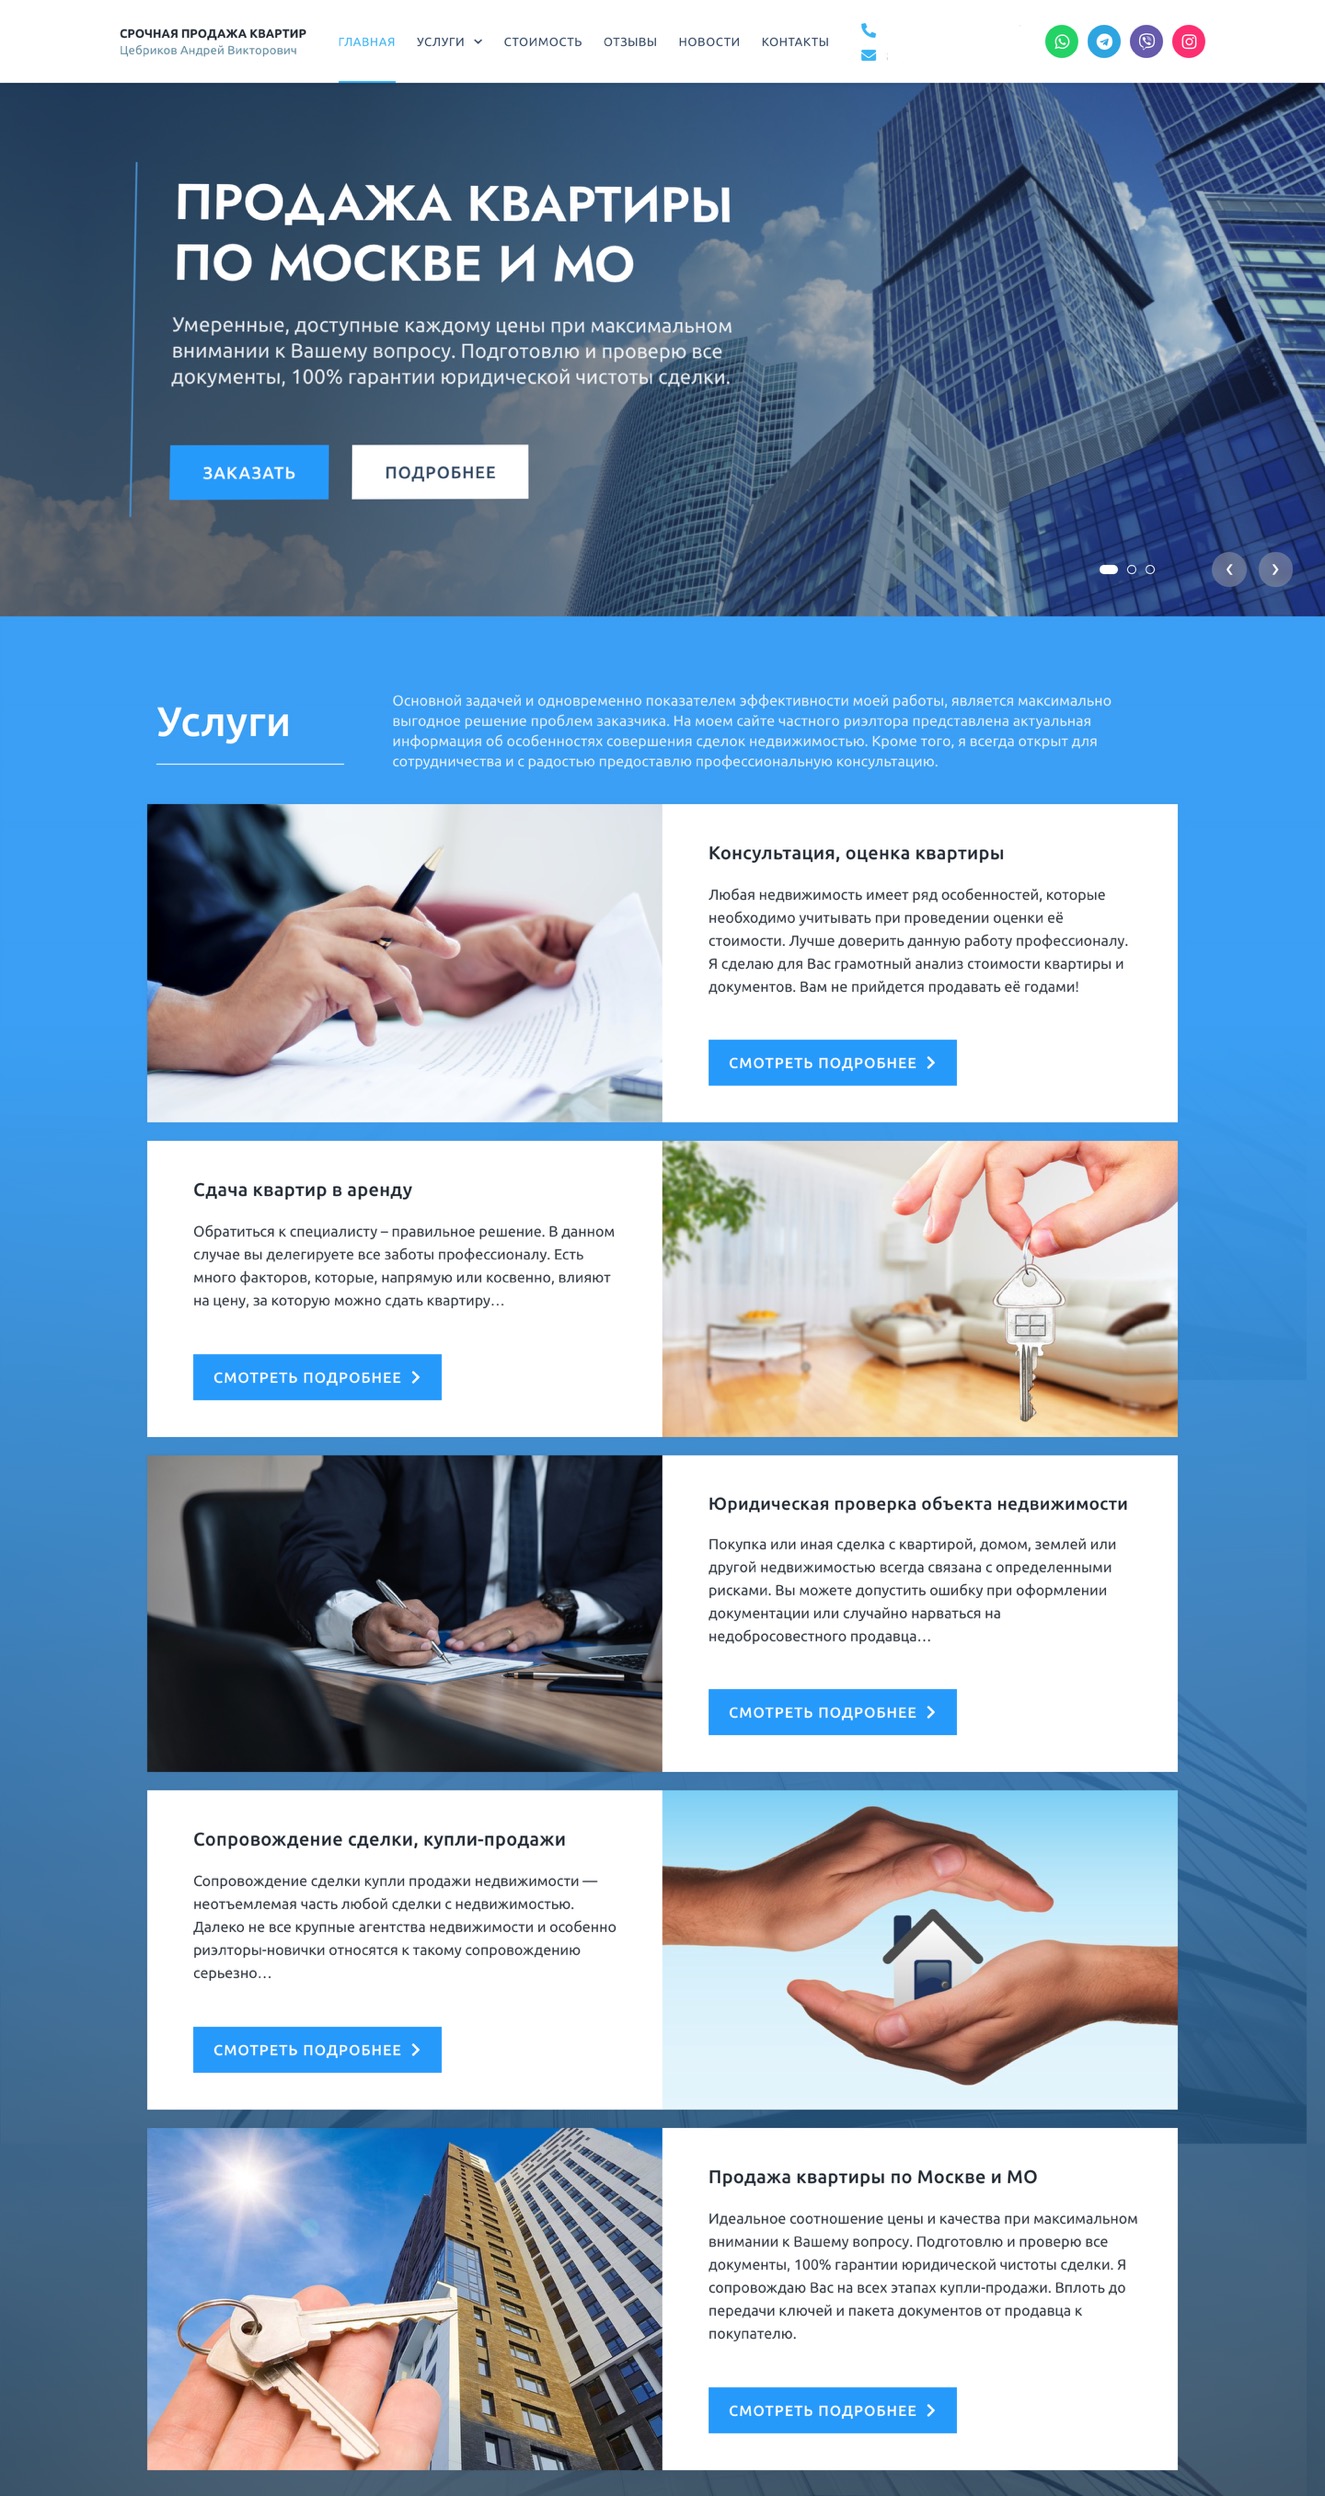 СРОЧНАЯ ПРОДАЖА КВАРТИР
Цебриков Андрей Викторович
ГЛАВНАЯ УСЛУГИ СТОИМОСТЬ ОТЗЫВЫ НОВОСТИ КОНТАКТЫ
ПРОДАЖА КВАРТИРЫ
ПО МОСКВЕ И МО
Умеренные, доступные каждому цены при максимальном
внимании к Вашему вопросу. Подготовлю и проверю все
документы, 100% гарантии юридической чистоты сделки.
ЗАКАЗАТЬ ПОДРОБНЕЕ
Услуги
Основной задачей и одновременно показателем эффективности моей работы, является максимально
выгодное решение проблем заказчика. На моем сайте частного риэлтора представлена актуальная
информация об особенностях совершения сделок недвижимостью. Кроме того, я всегда открыт для
сотрудничества и с радостью предоставлю профессиональную консультацию.
Консультация, оценка квартиры
Любая недвижимость имеет ряд особенностей, которые
необходимо учитывать при проведении оценки её
стоимости. Лучше доверить данную работу профессионалу.
Я сделаю для Вас грамотный анализ стоимости квартиры и
документов. Вам не прийдется продавать её годами!
СМОТРЕТЬ ПОДРОБНЕЕ
Сдача квартир в аренду
Обратиться к специалисту – правильное решение. В данном
случае вы делегируете все заботы профессионалу. Есть
много факторов, которые, напрямую или косвенно, влияют
на цену, за которую можно сдать квартиру…
СМОТРЕТЬ ПОДРОБНЕЕ
Юридическая проверка объекта недвижимости
Покупка или иная сделка с квартирой, домом, землей или
другой недвижимостью всегда связана с определенными
рисками. Вы можете допустить ошибку при оформлении
документации или случайно нарваться на
недобросовестного продавца…
СМОТРЕТЬ ПОДРОБНЕЕ
Сопровождение сделки, купли-продажи
Сопровождение сделки купли продажи недвижимости —
неотъемлемая часть любой сделки с недвижимостью.
Далеко не все крупные агентства недвижимости и особенно
риэлторы-новички относятся к такому сопровождению
серьезно…
СМОТРЕТЬ ПОДРОБНЕЕ
Продажа квартиры по Москве и МО
Идеальное соотношение цены и качества при максимальном
внимании к Вашему вопросу. Подготовлю и проверю все
документы, 100% гарантии юридической чистоты сделки. Я
сопровождаю Вас на всех этапах купли-продажи. Вплоть до
передачи ключей и пакета документов от продавца к
покупателю.
СМОТРЕТЬ ПОДРОБНЕЕ